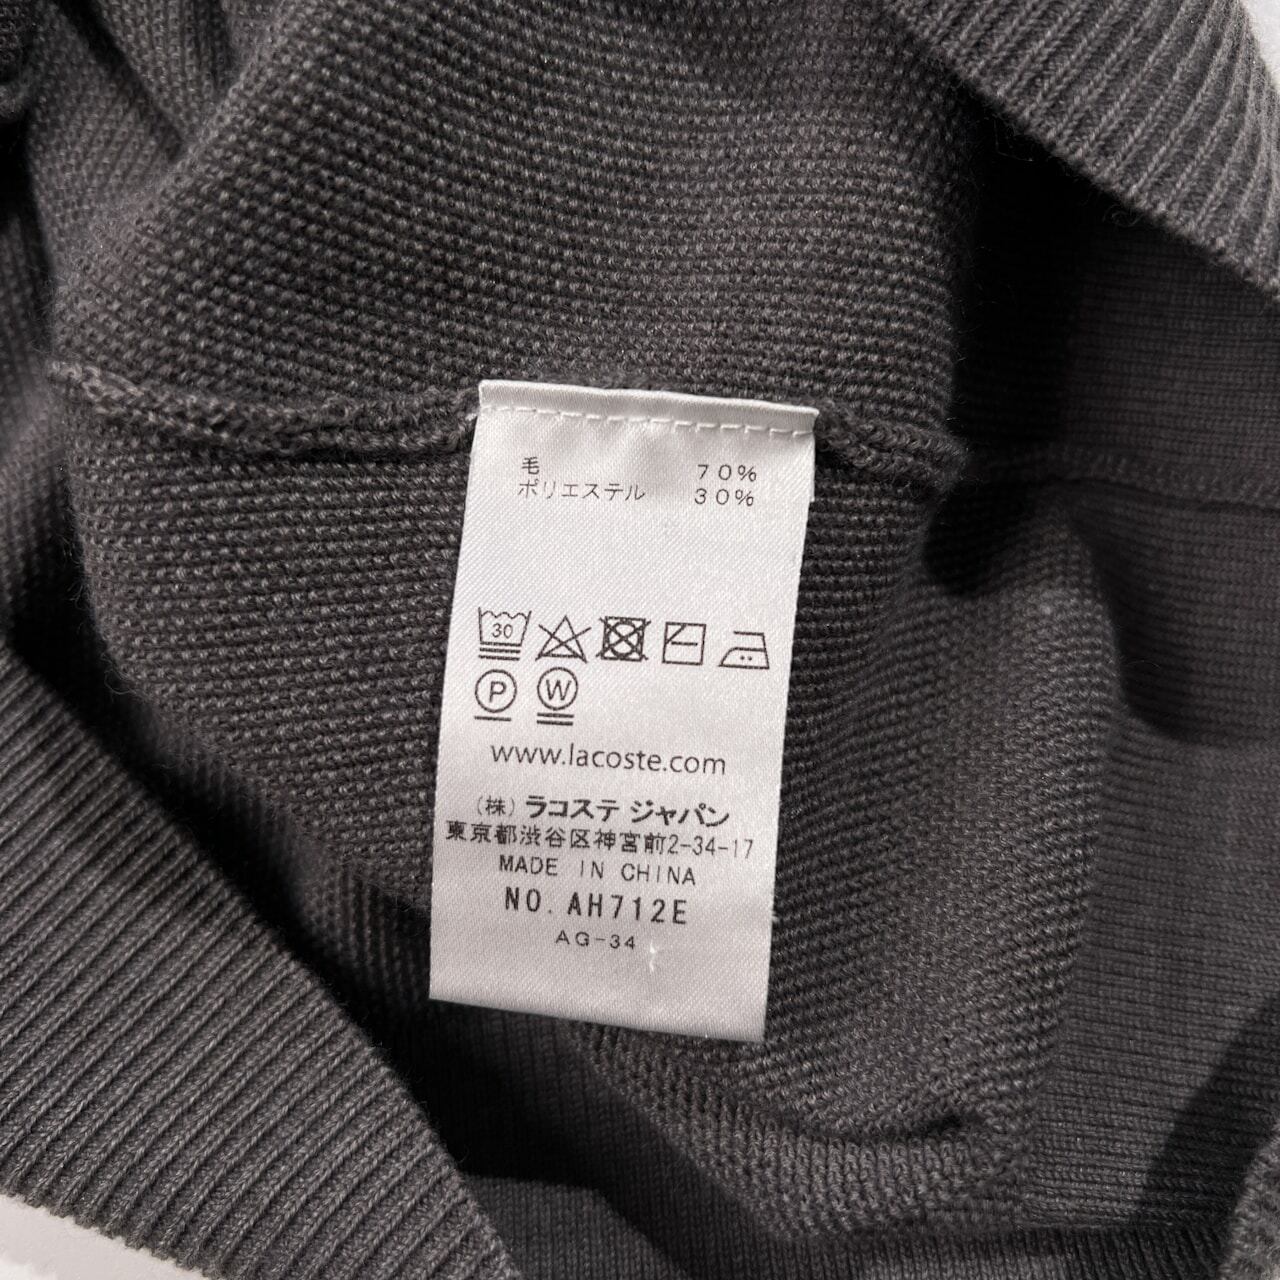 毛 70%
ポリエステル 30%
30
P W
www.lacoste.com
(株) ラコステ ジャパン
東京都渋谷区神宮前2-34-17
MADE IN CHINA
NO. AH712E
AG-34